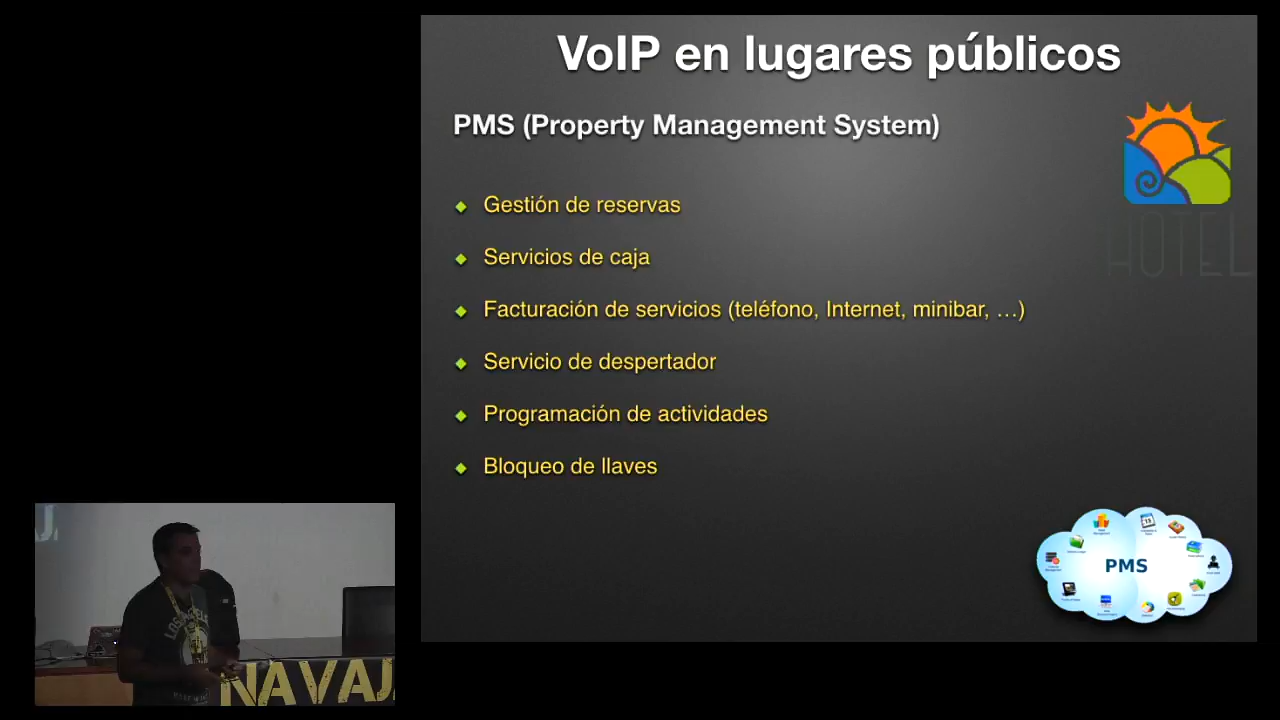 VoIP en lugares públicos
PMS (Property Management System)
Gestión de reservas
Servicios de caja
Facturación de servicios (teléfono, Internet, minibar, …)
Servicio de despertador
Programación de actividades
Bloqueo de llaves
HOTEL
PMS
NAVAJ